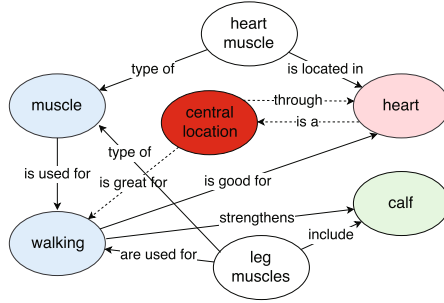 heart
muscle
type of
is located in
muscle
central
location
through
is a
heart
type of
is used for
is great for
is good for
calf
strengthens
walking
are used for
leg
muscles
include